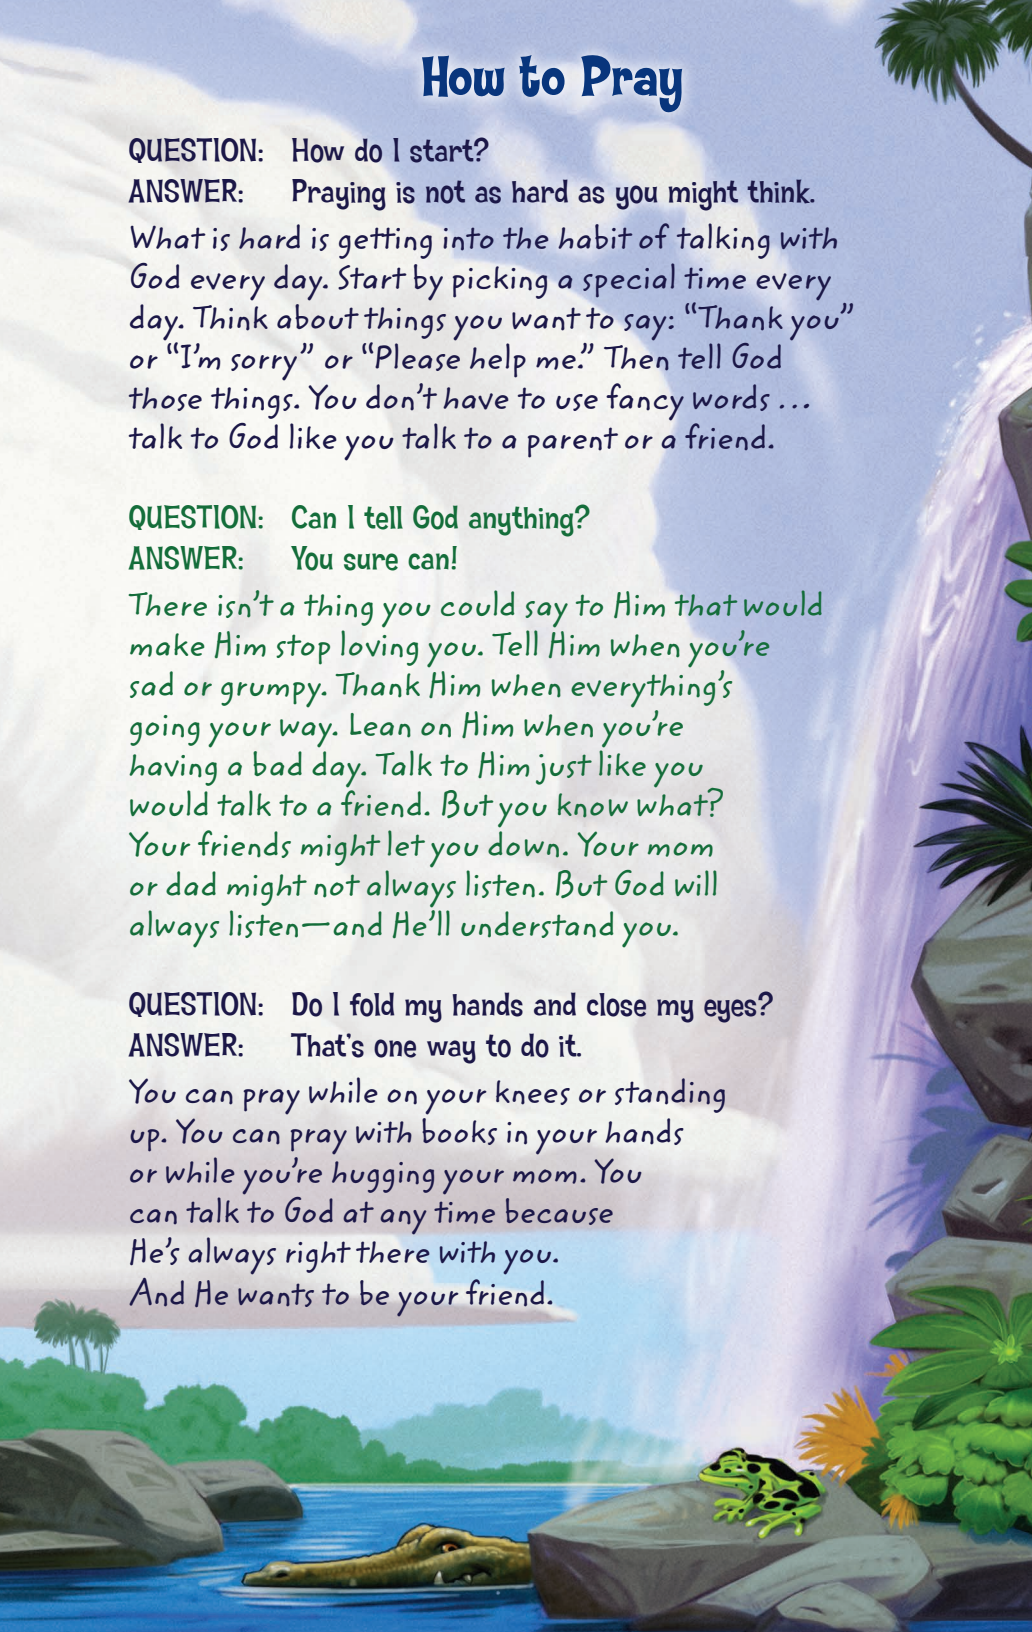 How to Pray
QUESTION: How do I start?
ANSWER: Praying is not as hard as you might think.
What is hard is getting into the habit of talking with
God every day. Start by picking a special time every
day. Think about things you want to say: “Thank you”
or “I’m sorry” or “Please help me.” Then tell God
those things. You don’t have to use fancy words …
talk to God like you talk to a parent or a friend.
QUESTION: Can I tell God anything?
ANSWER: You sure can!
There isn’t a thing you could say to Him that would
make Him stop loving you. Tell Him when you’re
sad or grumpy. Thank Him when everything’s
going your way. Lean on Him when you’re
having a bad day. Talk to Him just like you
would talk to a friend. But you know what?
Your friends might let you down. Your mom
or dad might not always listen. But God will
always listen—and He’ll understand you.
QUESTION: Do I fold my hands and close my eyes?
ANSWER: That’s one way to do it.
You can pray while on your knees or standing
up. You can pray with books in your hands
or while you’re hugging your mom. You
can talk to God at any time because
He’s always right there with you.
And He wants to be your friend.